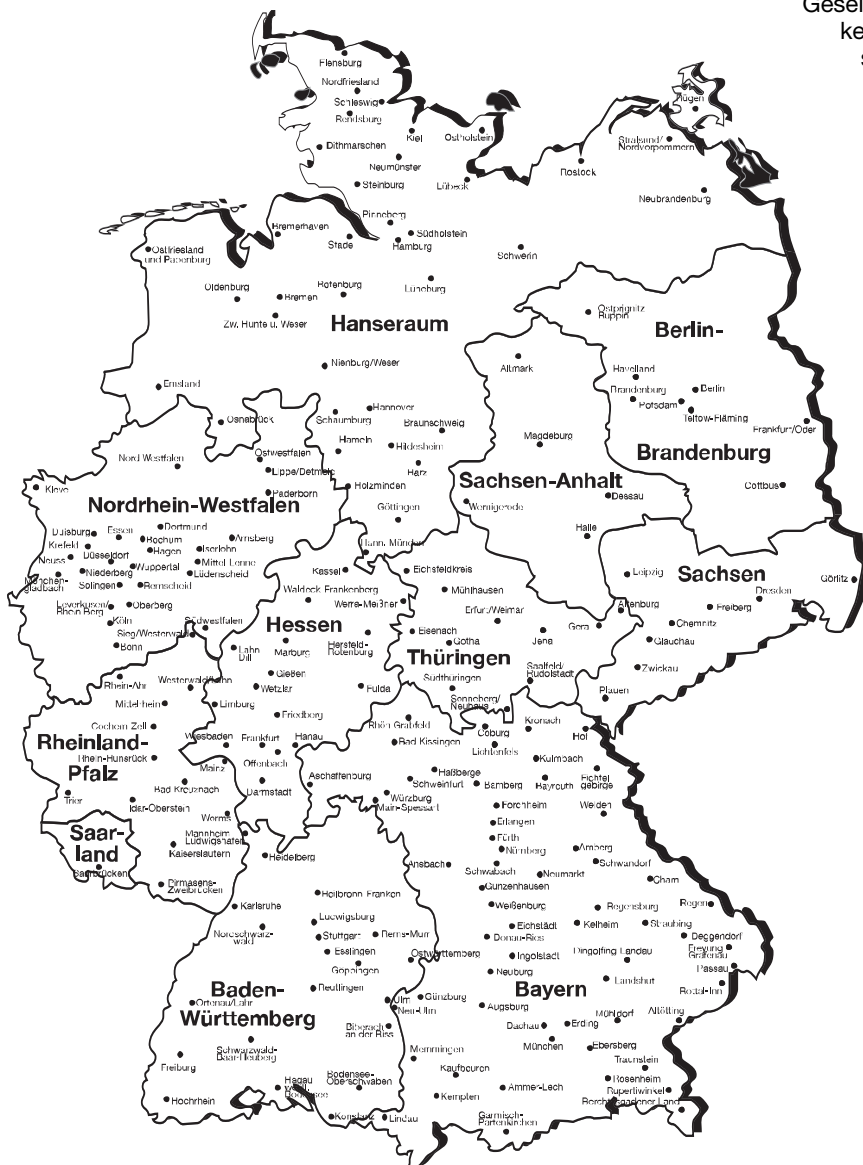 Gesel
ke
s
Flensburg
Nordfriesland
Schleswig
Rendsburg
Kiel
Ostholstein
Rügen
Stralsund/
Nordvorpommern
Dithmarschen
Neumünster
Rostock
Steinburg
Lübeck
Neubrandenburg
Pinneberg
Bremerhaven
Stade
Südholstein
Hamburg
Schwerin
Ostfriesland
und Papenburg
Oldenburg
Bremen
Rotenburg
Lüneburg
Zw. Hunte u. Weser
Hanseraum
Ostprignitz
Ruppin
Berlin-
Nienburg/Weser
Altmark
Emsland
Havelland
Brandenburg
Berlin
Potsdam
Teltow-Fläming
Osnabrück
Schaumburg
Hannover
Braunschweig
Frankfurt/Oder
Hameln
Hildesheim
Magdeburg
Brandenburg
Nord Westfalen
Ostwestfalen
Lippe/Detmold
Harz
Sachsen-Anhalt
Kleve
Nordrhein-Westfalen
Paderborn
Holzminden
Cottbus
Dessau
Wernigerode
Göttingen
Duisburg
Essen
Dortmund
Bochum
Arnsberg
Halle
Krefeld
Hagen
Iserlohn
Hann. Münden
Neuss
Düsseldorf
Wuppertal
Mittel-Lenne
Niederberg
Lüdenscheid
Mönchen-
gladbach
Solingen
Remscheid
Kassel
Eichsfeldkreis
Leipzig
Sachsen
Görlitz
Mühlhausen
Waldeck Frankenberg
Werra-Meißner
Dresden
Leverkusen/
Rhein Berg
Oberberg
Erfurt/Weimar
Altenburg
Freiberg
Köln
Südwestfalen
Hessen
Eisenach
Gotha
Jena
Gera
Chemnitz
Sieg/Westerwald
Bonn
Lahn
Dill
Marburg
Hersfeld-
Rotenburg
Thüringen
Glauchau
Zwickau
Rhein-Ahr
Westerwald/Lahn
Gießen
Wetzlar
Fulda
Südthüringen
Saalfeld/
Rudolstadt
Mittelrhein
Limburg
Sonneberg/
Neuhaus
Plauen
Friedberg
Cochem Zell
Rhön Grabfeld
Coburg
Kronach
Hof
Rheinland-
Pfalz
Wiesbaden
Frankfurt
Hanau
Bad Kissingen
Lichtenfels
Rhein-Hunsrück
Mainz
Offenbach
Kulmbach
Haßberge
Aschaffenburg
Schweinfurt
Bamberg
Bayreuth
Fichtel
gebirge
Bad Kreuznach
Darmstadt
Trier
Idar-Oberstein
Würzburg
Main-Spessart
Forchheim
Weiden
Worms
Erlangen
Saar-
land
Mannheim
Ludwigshafen
Fürth
Kaiserslautern
Nürnberg
Amberg
Heidelberg
Ansbach
Schwabach
Schwandorf
Saarbrücken
Neumarkt
Cham
Pirmasens-
Zweibrücken
Gunzenhausen
Heilbronn-Franken
Karlsruhe
Weißenburg
Regensburg
Regen
Ludwigsburg
Nordschwarz-
wald
Stuttgart
Rems-Murr
Eichstädt
Kelheim
Straubing
Donau-Ries
Deggendorf
Esslingen
Göppingen
Ostwürttemberg
Ingolstadt
Dingolfing Landau
Freyung
Grafenau
Passau
Neuburg
Baden-
Württemberg
Reutlingen
Landshut
Rottal-Inn
Ortenau/Lahr
Ulm
Neu-Ulm
Günzburg
Bayern
Augsburg
Mühldorf
Altötting
Biberach
an der Riss
Dachau
Erding
München
Ebersberg
Schwarzwald-
Baar-Heuberg
Memmingen
Freiburg
Kaufbeuren
Traunstein
Bodensee-
Oberschwaben
Rosenheim
Hegau
Bodensee
Ammer-Lech
Rupertiwinkel
Hochrhein
Kempten
Berchtesgadener Land
Konstanz
Lindau
Garmisch-
Partenkirchen